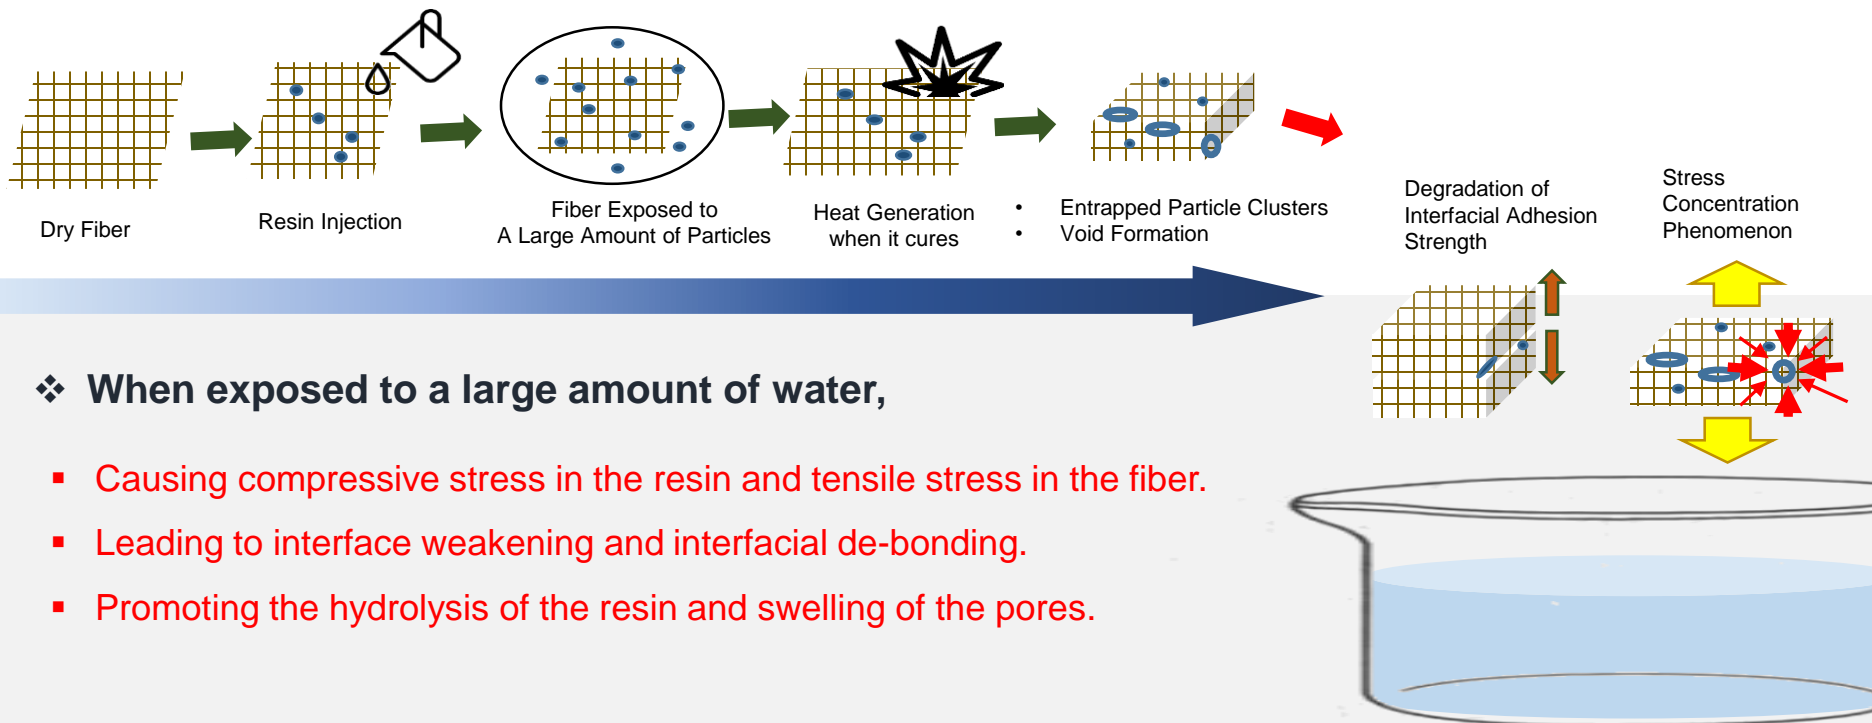 Dry Fiber
Resin Injection
Fiber Exposed to
A Large Amount of Particles
Heat Generation
when it cures
• Entrapped Particle Clusters
• Void Formation
Degradation of
Interfacial Adhesion
Strength
Stress
Concentration
Phenomenon
❖ When exposed to a large amount of water,
▪ Causing compressive stress in the resin and tensile stress in the fiber.
▪ Leading to interface weakening and interfacial de-bonding.
▪ Promoting the hydrolysis of the resin and swelling of the pores.